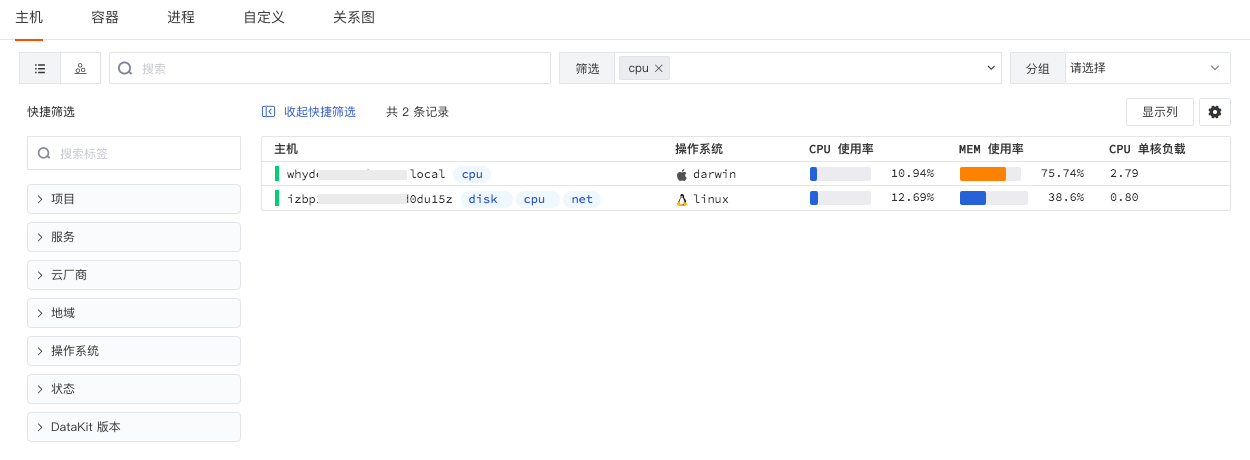 主机 容器 进程 自定义 关系图
搜索 筛选 cpu 分组 请选择
快捷筛选 收起快捷筛选 共 2 条记录 显示列
搜索标签
项目
服务
云厂商
地域
操作系统
状态
DataKit 版本
主机 操作系统 CPU 使用率 MEM 使用率 CPU 单核负载
local cpu darwin 10.94% 75.74% 2.79
0du15z disk cpu net linux 12.69% 38.6% 0.80